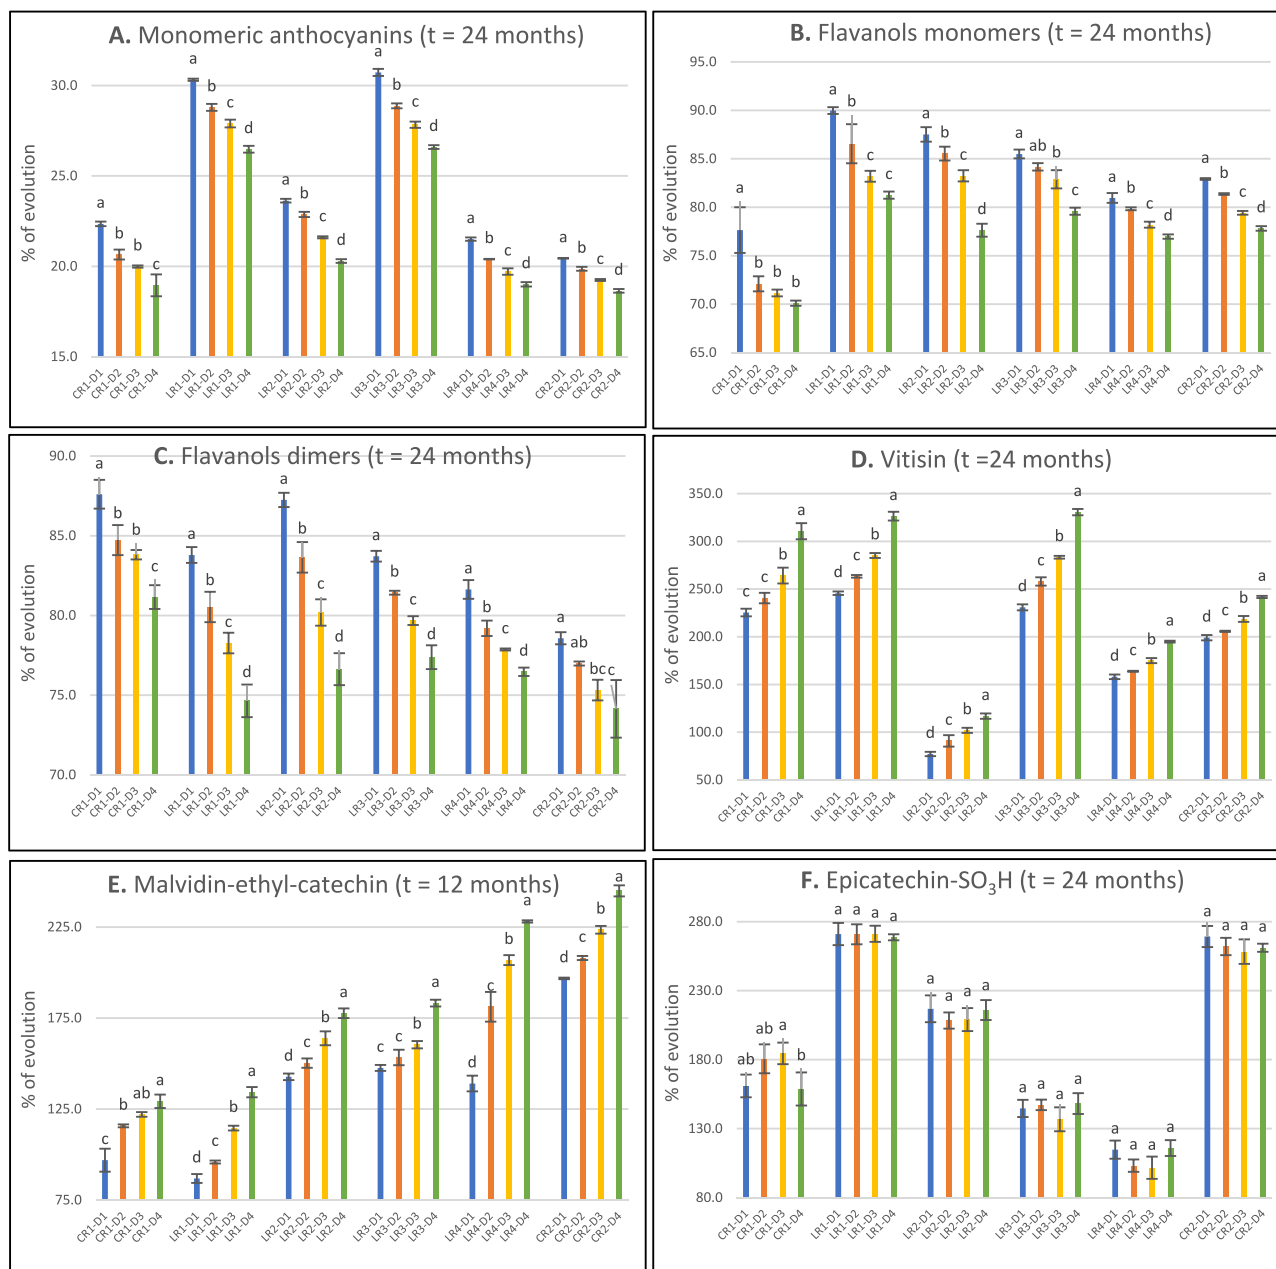 A. Monomeric anthocyanins (t = 24 months)
% of evolution
30.0
25.0
20.0
15.0
a b b c
a b c d
a b c d
a b c d
a b c d
a b c d
CR1-D1 CR1-D2 CR1-D3 CR1-D4 LR1-D1 LR1-D2 LR1-D3 LR1-D4 LR2-D1 LR2-D2 LR2-D3 LR2-D4 LR3-D1 LR3-D2 LR3-D3 LR3-D4 LR4-D1 LR4-D2 LR4-D3 LR4-D4 CR2-D1 CR2-D2 CR2-D3 CR2-D4
B. Flavanols monomers (t = 24 months)
% of evolution
95.0
90.0
85.0
80.0
75.0
70.0
65.0
a b b b
a b c c
a b c d
a ab b c
a b c d
a b c d
CR1-D1 CR1-D2 CR1-D3 CR1-D4 LR1-D1 LR1-D2 LR1-D3 LR1-D4 LR2-D1 LR2-D2 LR2-D3 LR2-D4 LR3-D1 LR3-D2 LR3-D3 LR3-D4 LR4-D1 LR4-D2 LR4-D3 LR4-D4 CR2-D1 CR2-D2 CR2-D3 CR2-D4
C. Flavanols dimers (t = 24 months)
% of evolution
90.0
85.0
80.0
75.0
70.0
a b b c
a b c d
a b c d
a b c d
a b c d
a ab bc c
CR1-D1 CR1-D2 CR1-D3 CR1-D4 LR1-D1 LR1-D2 LR1-D3 LR1-D4 LR2-D1 LR2-D2 LR2-D3 LR2-D4 LR3-D1 LR3-D2 LR3-D3 LR3-D4 LR4-D1 LR4-D2 LR4-D3 LR4-D4 CR2-D1 CR2-D2 CR2-D3 CR2-D4
D. Vitisin (t =24 months)
% of evolution
350.0
300.0
250.0
200.0
150.0
100.0
50.0
c c b a
d c b a
d c b a
d c b a
d c b a
d c b a
CR1-D1 CR1-D2 CR1-D3 CR1-D4 LR1-D1 LR1-D2 LR1-D3 LR1-D4 LR2-D1 LR2-D2 LR2-D3 LR2-D4 LR3-D1 LR3-D2 LR3-D3 LR3-D4 LR4-D1 LR4-D2 LR4-D3 LR4-D4 CR2-D1 CR2-D2 CR2-D3 CR2-D4
E. Malvidin-ethyl-catechin (t = 12 months)
% of evolution
225.0
175.0
125.0
75.0
c b ab a
d c b a
d c b a
c c b a
d c b a
d c b a
CR1-D1 CR1-D2 CR1-D3 CR1-D4 LR1-D1 LR1-D2 LR1-D3 LR1-D4 LR2-D1 LR2-D2 LR2-D3 LR2-D4 LR3-D1 LR3-D2 LR3-D3 LR3-D4 LR4-D1 LR4-D2 LR4-D3 LR4-D4 CR2-D1 CR2-D2 CR2-D3 CR2-D4
F. Epicatechin-SO₃H (t = 24 months)
% of evolution
280.0
230.0
180.0
130.0
80.0
ab ab a b
a a a a
a a a a
a a a a
a a a a
a a a a
CR1-D1 CR1-D2 CR1-D3 CR1-D4 LR1-D1 LR1-D2 LR1-D3 LR1-D4 LR2-D1 LR2-D2 LR2-D3 LR2-D4 LR3-D1 LR3-D2 LR3-D3 LR3-D4 LR4-D1 LR4-D2 LR4-D3 LR4-D4 CR2-D1 CR2-D2 CR2-D3 CR2-D4